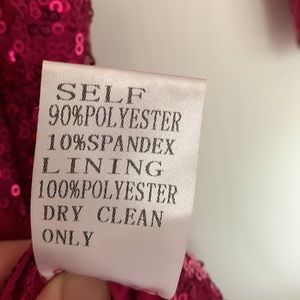 SELF
90%POLYESTER
10%SPANDEX
LINING
100%POLYESTER
DRY CLEAN
ONLY